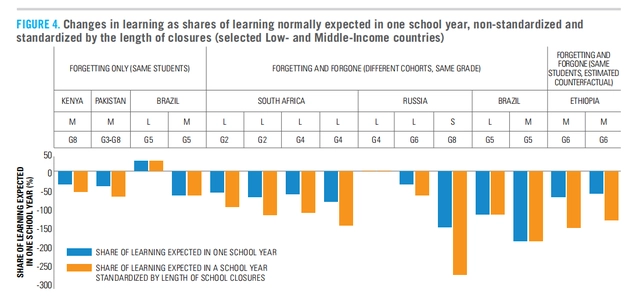 FIGURE 4. Changes in learning as shares of learning normally expected in one school year, non-standardized and
standardized by the length of closures (selected Low- and Middle-Income countries)
FORGETTING ONLY (SAME STUDENTS)
FORGETTING AND FORGONE (DIFFERENT COHORTS, SAME GRADE)
FORGETTING AND
FORGONE (SAME
STUDENTS, ESTIMATED
COUNTERFACTUAL)
KENYA PAKISTAN BRAZIL SOUTH AFRICA RUSSIA BRAZIL ETHIOPIA
M M L M L L L L L L S L M M M
G8 G3-G8 G5 G5 G2 G2 G4 G4 G4 G6 G8 G5 G5 G6 G6
SHARE OF LEARNING EXPECTED
IN ONE SCHOOL YEAR (%)
50
0
-50
-100
-150
-200
-250
-300
SHARE OF LEARNING EXPECTED IN ONE SCHOOL YEAR
SHARE OF LEARNING EXPECTED IN A SCHOOL YEAR
STANDARDIZED BY LENGTH OF SCHOOL CLOSURES